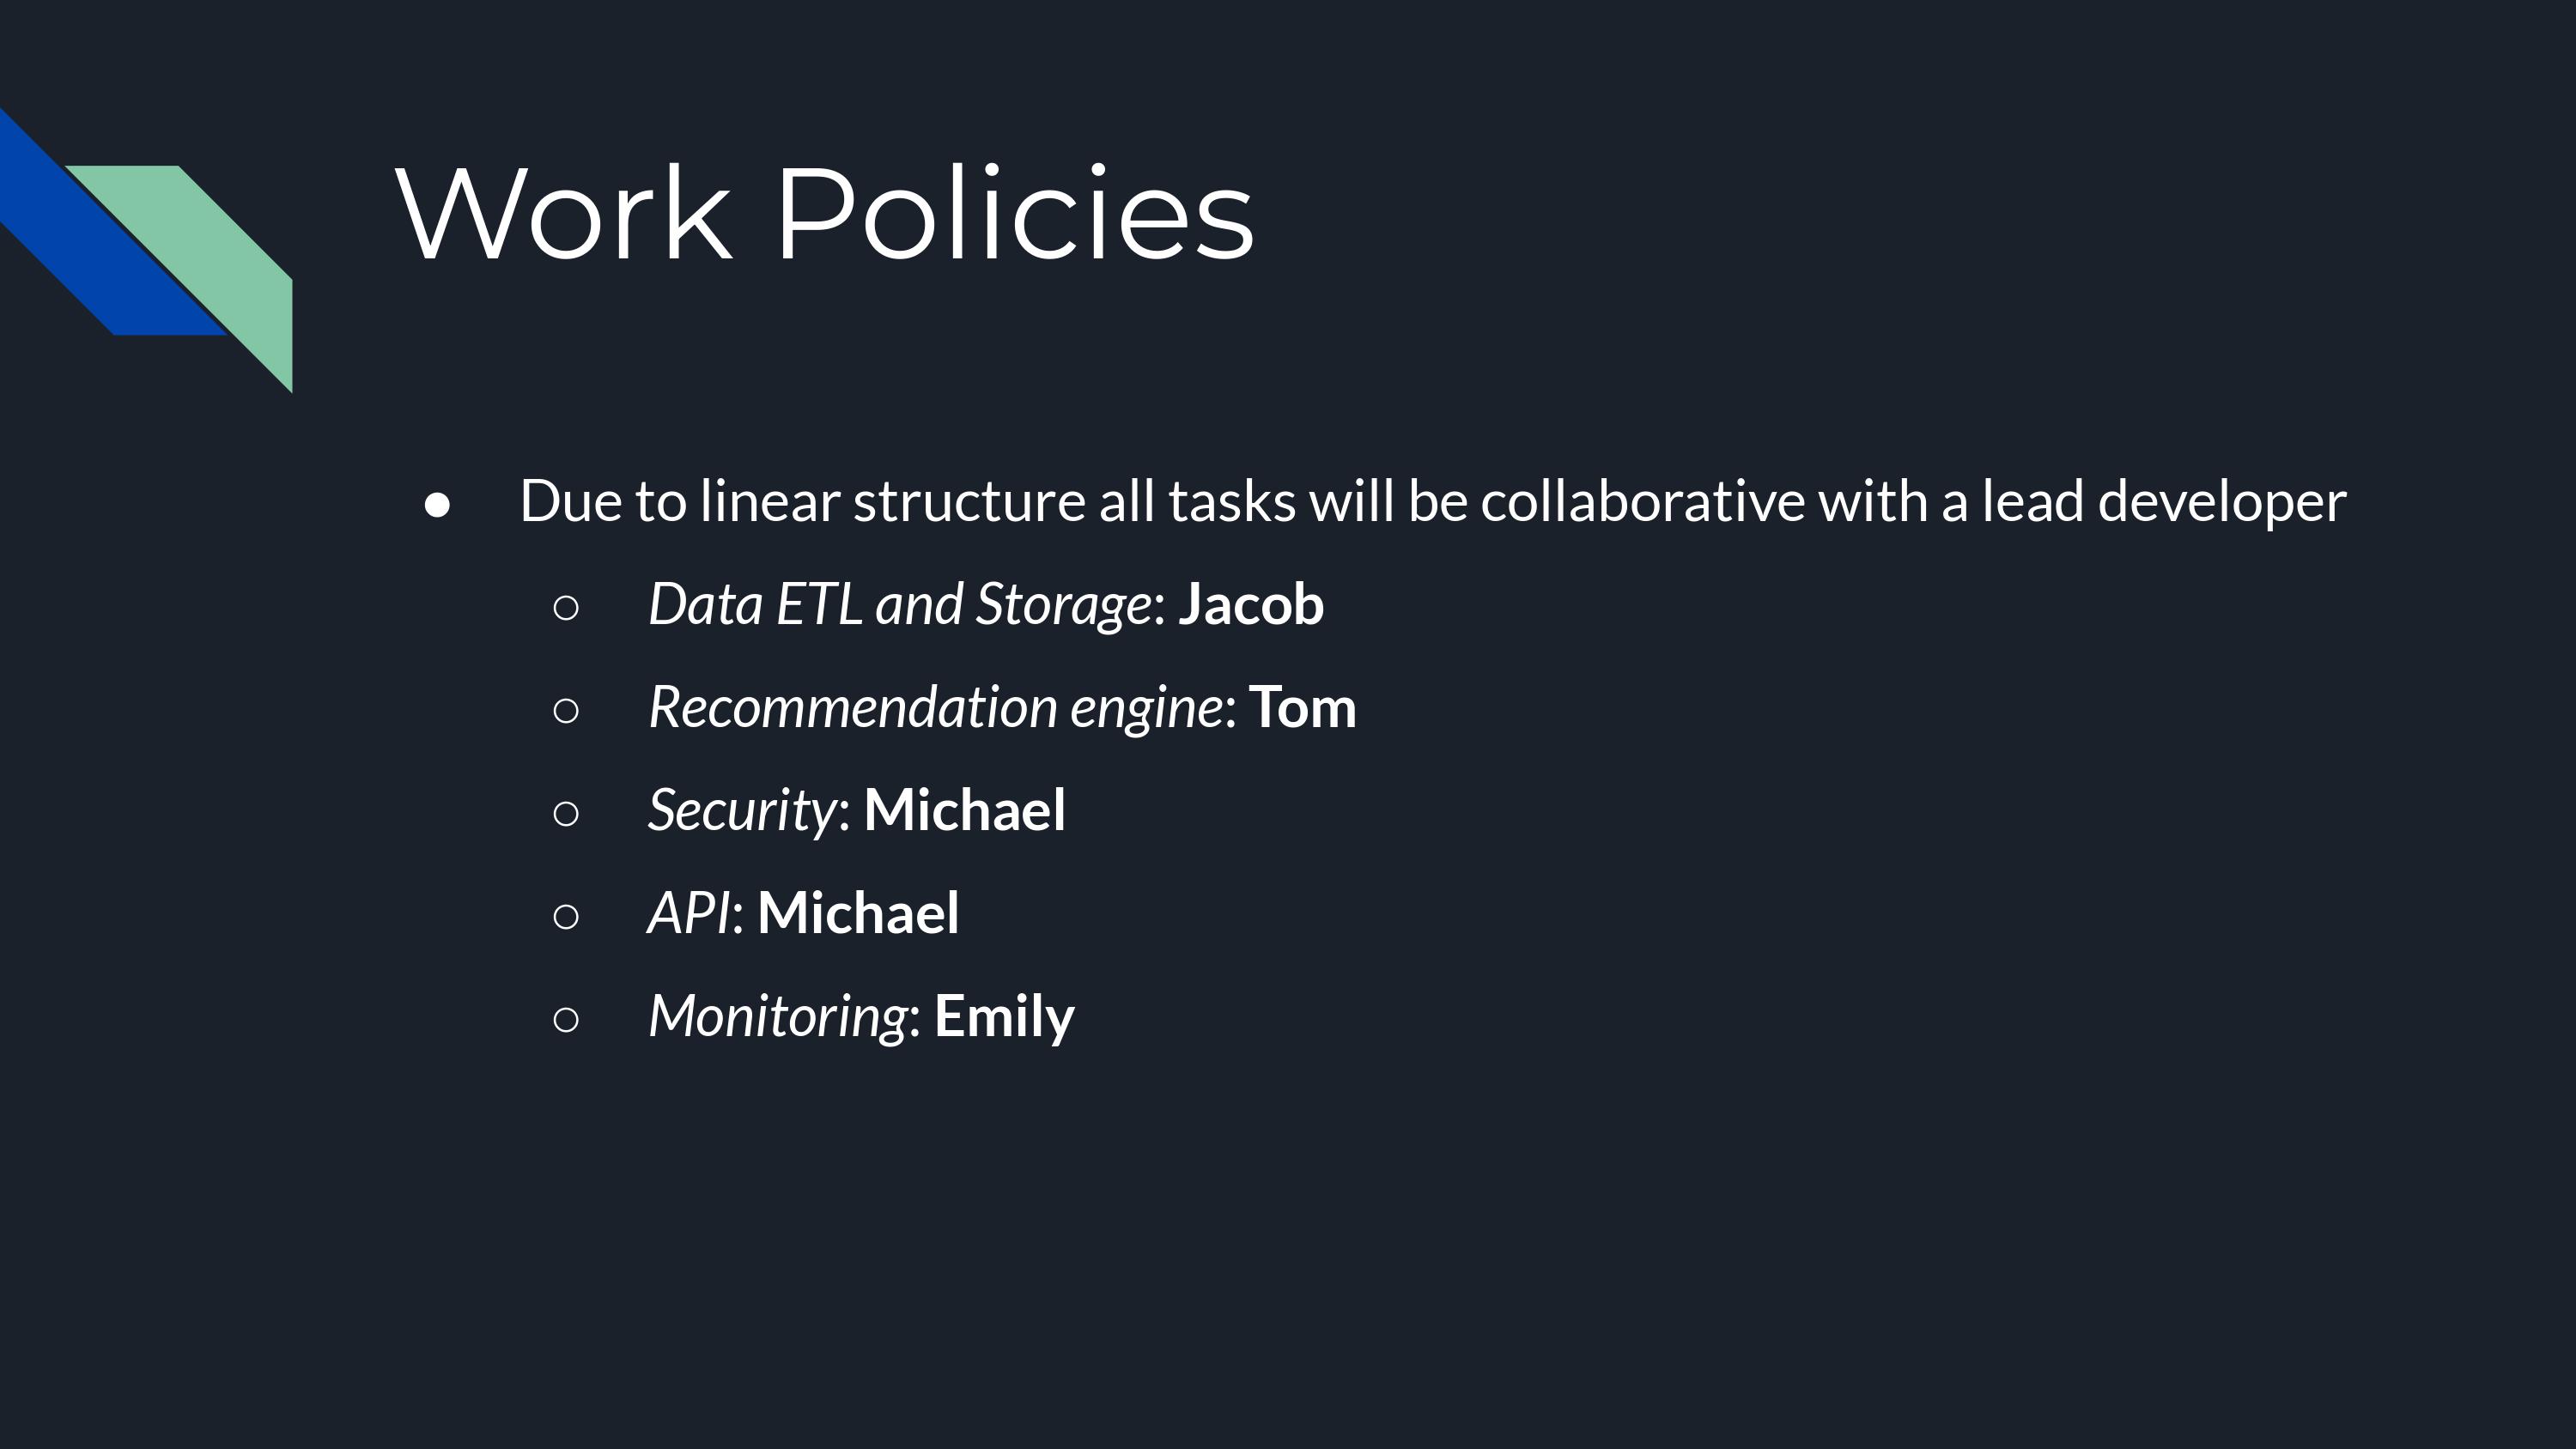 Work Policies
● Due to linear structure all tasks will be collaborative with a lead developer
○ Data ETL and Storage: Jacob
○ Recommendation engine: Tom
○ Security: Michael
○ API: Michael
○ Monitoring: Emily